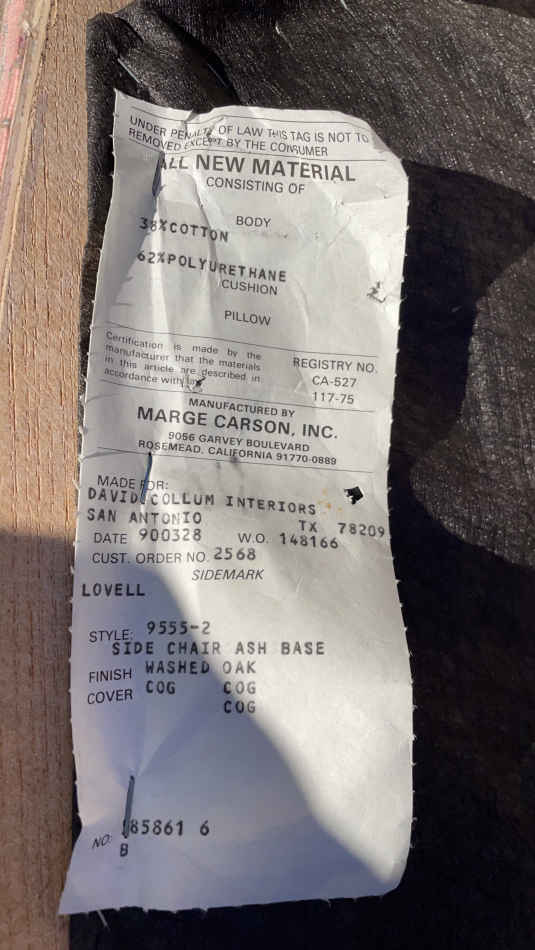 UNDER PENALTY OF LAW THIS TAG IS NOT TO
REMOVED EXCEPT BY THE CONSUMER
ALL NEW MATERIAL
CONSISTING OF
BODY
38%COTTON
62%POLYURETHANE
CUSHION
PILLOW
Certification is made by the
manufacturer that the materials
in this article are described in
accordance with law
REGISTRY NO.
CA-527
117-75
MANUFACTURED BY
MARGE CARSON, INC.
9056 GARVEY BOULEVARD
ROSEMEAD, CALIFORNIA 91770-0889
MADE FOR:
DAVID COLLUM INTERIORS
SAN ANTONIO TX 78209
DATE 900328 W.O. 148166
CUST. ORDER NO. 2568
SIDEMARK
LOVELL
STYLE: 9555-2
SIDE CHAIR ASH BASE
FINISH WASHED OAK
COVER COG COG
COG
NO. 85861 6
B